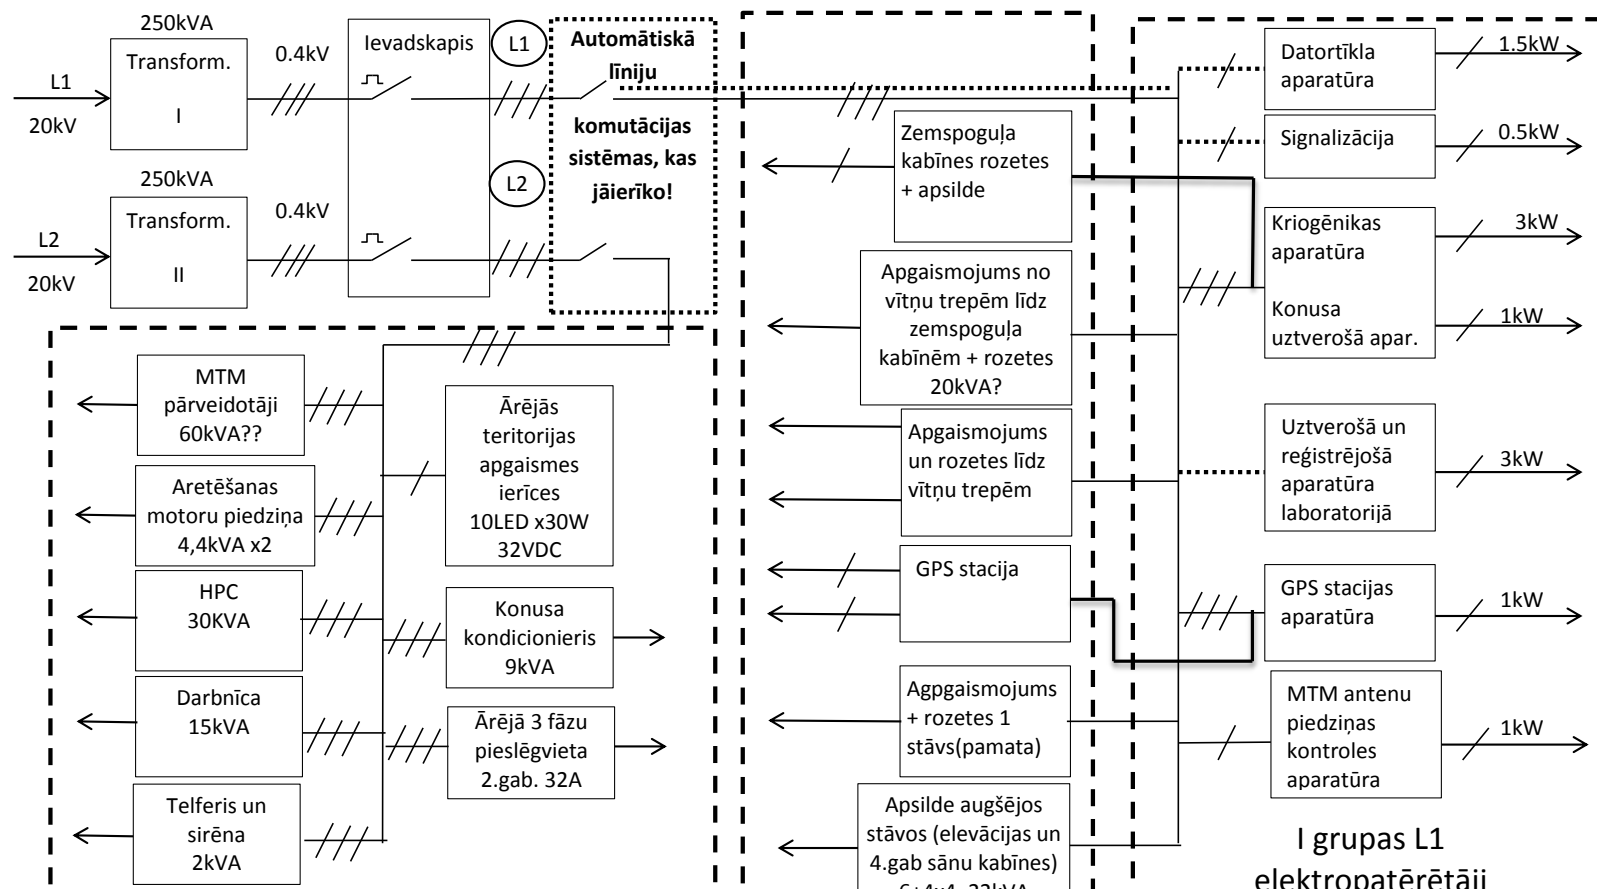 250kVA
Transform.
I
L1
20kV
0.4kV
250kVA
Transform.
II
L2
20kV
0.4kV
Ievadskapis
L1
L2
Automātiskā
līniju
komutācijas
sistēmas, kas
jāierīko!
MTM
pārveidotāji
60kVA??
Aretēšanas
motoru piedziņa
4,4kVA x2
HPC
30KVA
Darbnīca
15kVA
Telferis un
sirēna
2kVA
Ārējās
teritorijas
apgaismes
ierīces
10LED x30W
32VDC
Konusa
kondicionieris
9kVA
Ārējā 3 fāzu
pieslēgvieta
2.gab. 32A
Zemspoguļa
kabīnes rozetes
+ apsilde
Apgaismojums no
vītņu trepēm līdz
zemspoguļa
kabīnēm + rozetes
20kVA?
Apgaismojums
un rozetes līdz
vītņu trepēm
GPS stacija
Agpgaismojums
+ rozetes 1
stāvs(pamata)
Apsilde augšējos
stāvos (elevācijas un
4.gab sānu kabīnes)
Datortīkla
aparatūra
1.5kW
Signalizācija
0.5kW
Kriogēnikas
aparatūra
3kW
Konusa
uztverošā apar.
1kW
Uztverošā un
reģistrējošā
aparatūra
laboratorijā
3kW
GPS stacijas
aparatūra
1kW
MTM antenu
piedziņas
kontroles
aparatūra
1kW
I grupas L1
elektropatērētāji